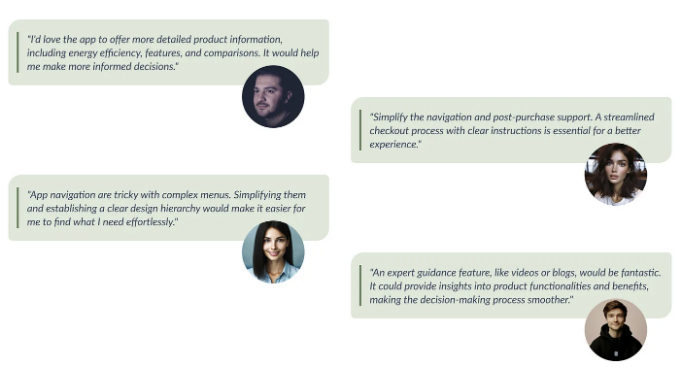 "I'd love the app to offer more detailed product information,
including energy efficiency, features, and comparisons. It would help
me make more informed decisions."
"Simplify the navigation and post-purchase support. A streamlined
checkout process with clear instructions is essential for a better
experience."
"App navigation are tricky with complex menus. Simplifying them
and establishing a clear design hierarchy would make it easier for
me to find what I need effortlessly."
"An expert guidance feature, like videos or blogs, would be fantastic.
It could provide insights into product functionalities and benefits,
making the decision-making process smoother."